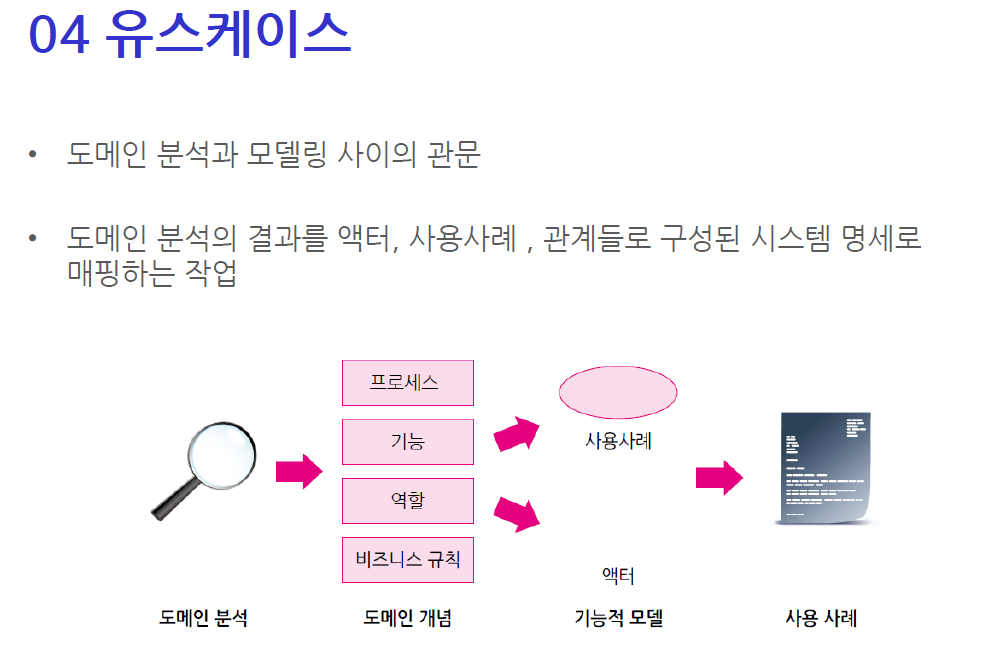 04 유스케이스
• 도메인 분석과 모델링 사이의 관문
• 도메인 분석의 결과를 액터, 사용사례 , 관계들로 구성된 시스템 명세로
매핑하는 작업
프로세스
기능
역할
비즈니스 규칙
사용사례
액터
도메인 분석
도메인 개념
기능적 모델
사용 사례